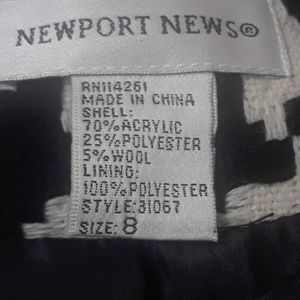 NEWPORT NEWS®
RN114261
MADE IN CHINA
SHELL:
70%ACRYLIC
25%POLYESTER
5%WOOL
LINING:
100%POLYESTER
STYLE:31067
SIZE: 8